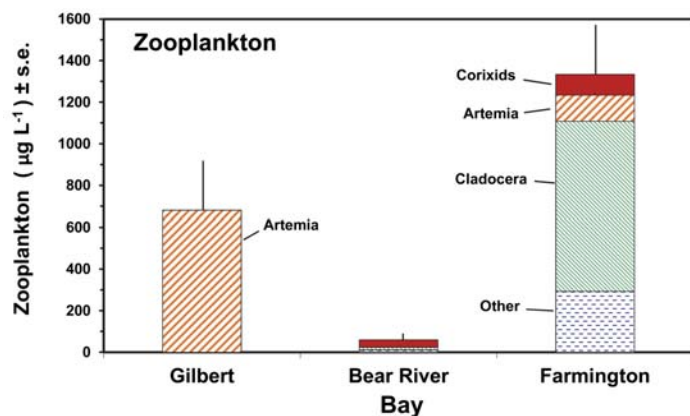 Zooplankton
Zooplankton ( µg L⁻¹) ± s.e.
1600
1400
1200
1000
800
600
400
200
0
Artemia
Corixids
Artemia
Cladocera
Other
Gilbert
Bear River
Farmington
Bay